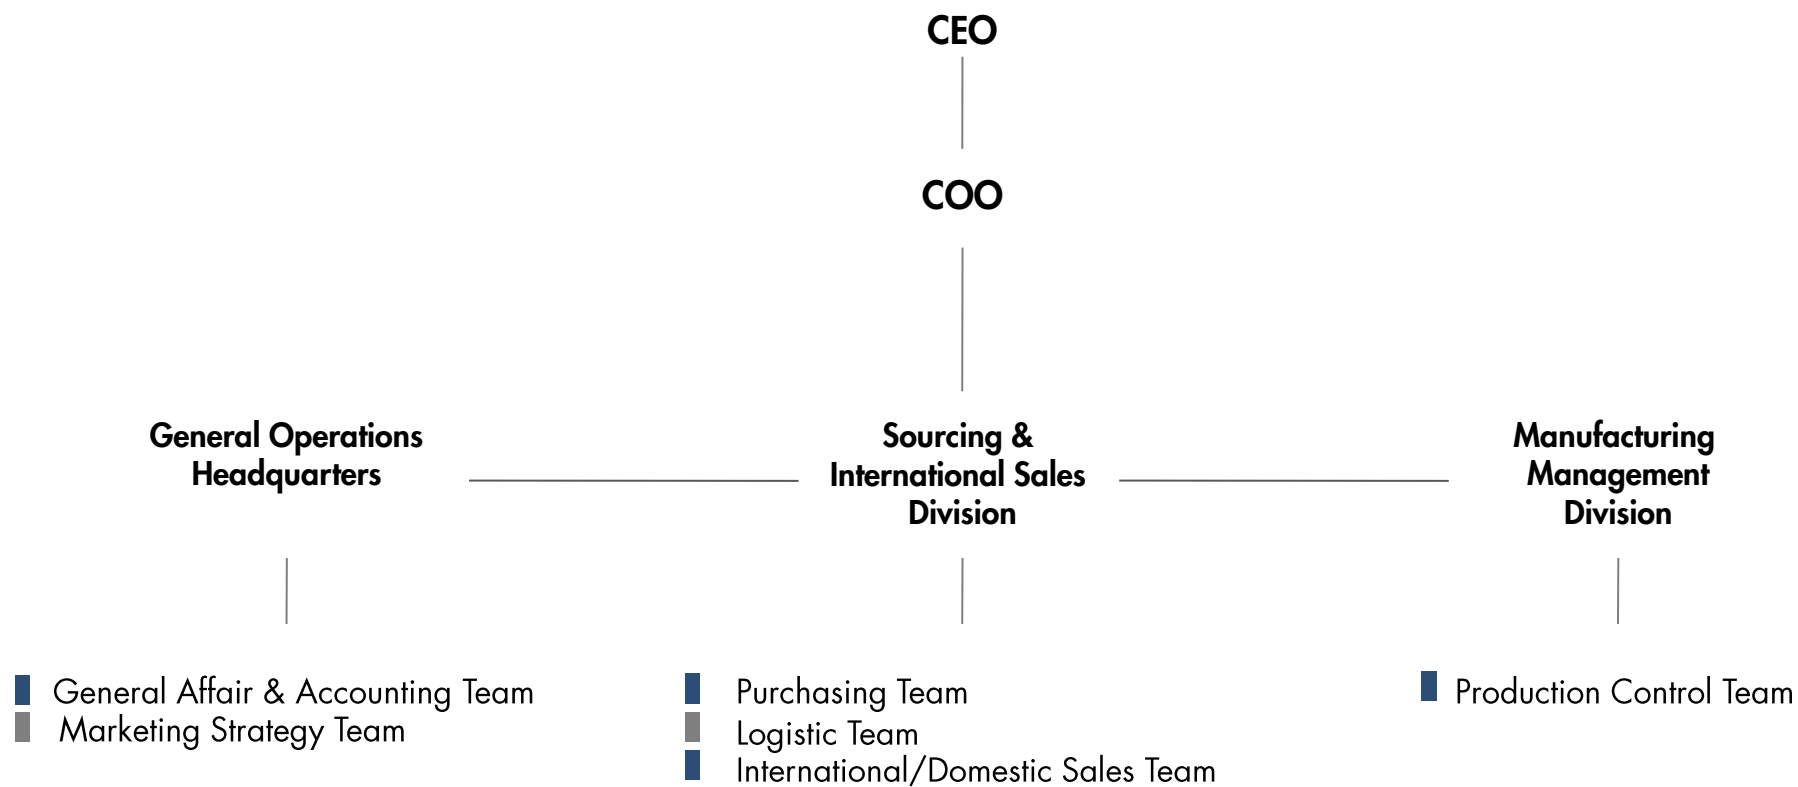 CEO
COO
General Operations
Headquarters
Sourcing &
International Sales
Division
Manufacturing
Management
Division
General Affair & Accounting Team
Marketing Strategy Team
Purchasing Team
Logistic Team
International/Domestic Sales Team
Production Control Team